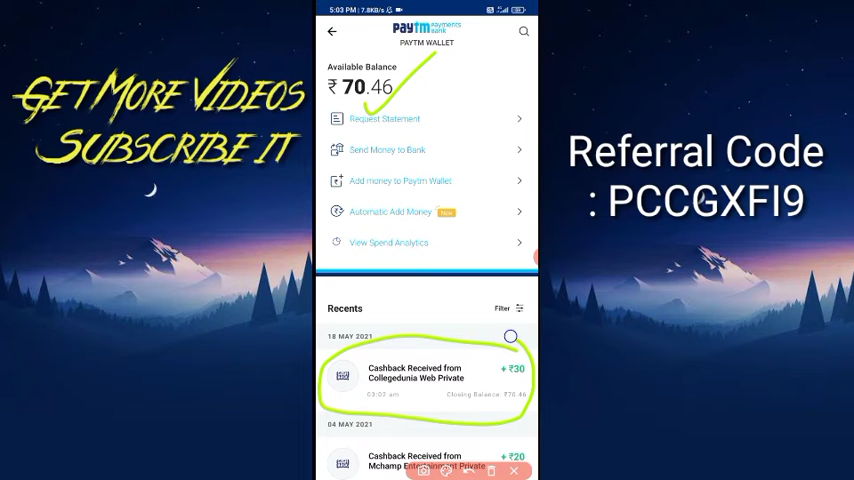 GET MORE VIDEOS
SUBSCRIBE IT
5:03 PM | 7.8KB/s
paytm payments bank
PAYTM WALLET
Available Balance
₹ 70.46
Request Statement
Send Money to Bank
Add money to Paytm Wallet
Automatic Add Money New
View Spend Analytics
Recents
Filter
18 MAY 2021
Cashback Received from
Collegedunia Web Private
+ ₹30
03:07 am
Closing Balance: ₹70.46
04 MAY 2021
Cashback Received from
Mchamp Entertainment Private
+ ₹20
Referral Code
: PCCGXFI9